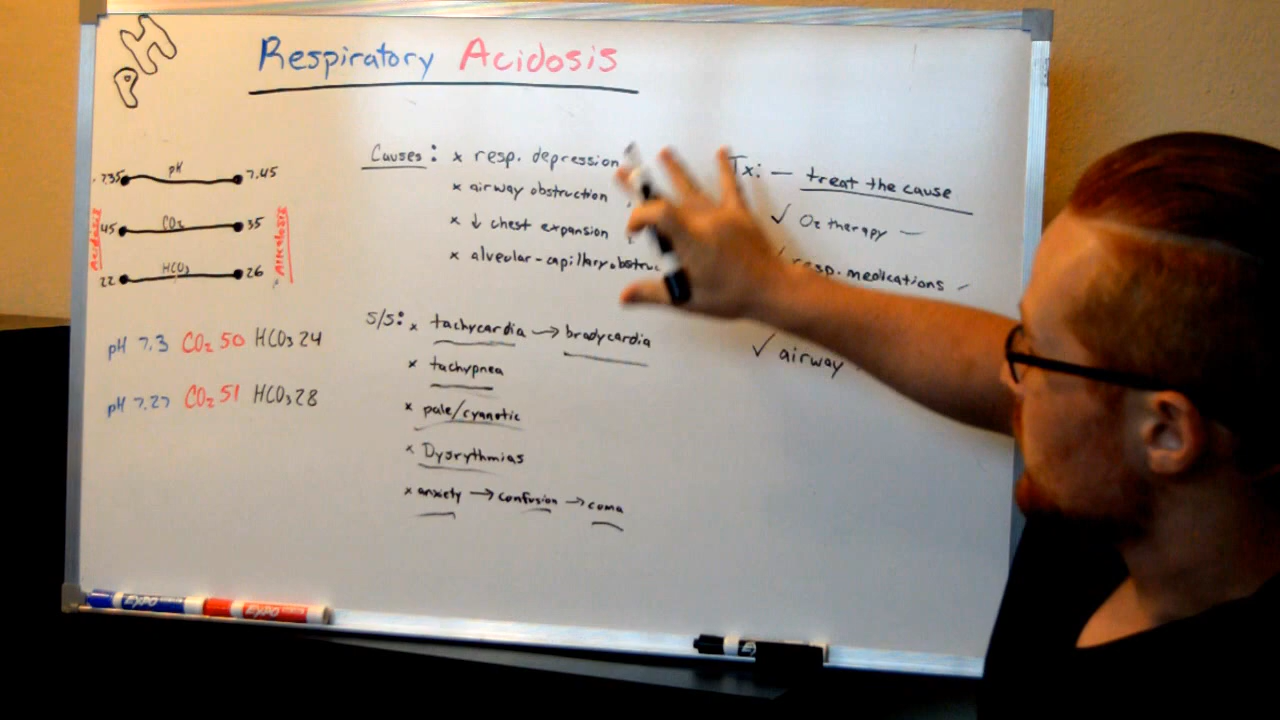 PH
Respiratory Acidosis
7.35 pH 7.45
45 CO₂ 35
22 HCO₃ 26
Acidosis
Alkalosis
pH 7.3 CO₂ 50 HCO₃ 24
pH 7.27 CO₂ 51 HCO₃ 28
Causes: x resp. depression
x airway obstruction
x ↓ chest expansion
x alveolar-capillary obstruc
S/S: x tachycardia → bradycardia
x tachypnea
x pale/cyanotic
x Dysrythmias
x anxiety → confusion → coma
Tx: — treat the cause
✓ O₂ therapy —
resp. medications
✓ airway
EXPO
EXPO